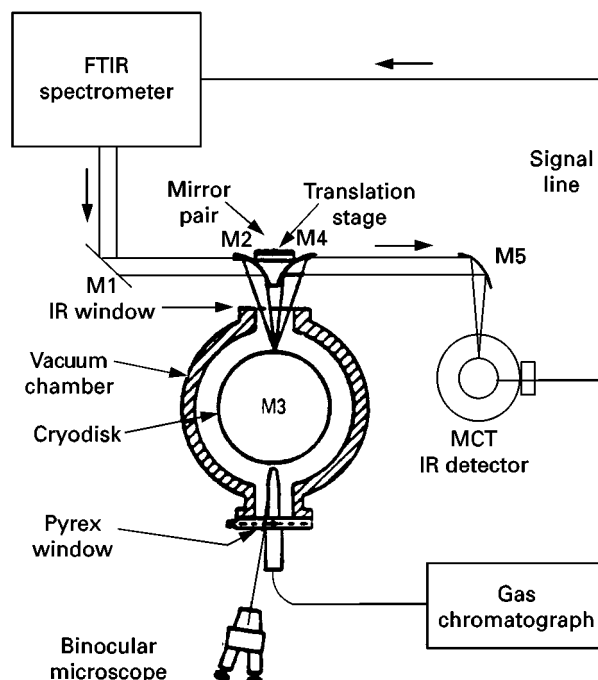 FTIR
spectrometer
Signal
line
Mirror
pair
Translation
stage
M2
M4
M5
M1
IR window
Vacuum
chamber
M3
Cryodisk
MCT
IR detector
Pyrex
window
Gas
chromatograph
Binocular
microscope